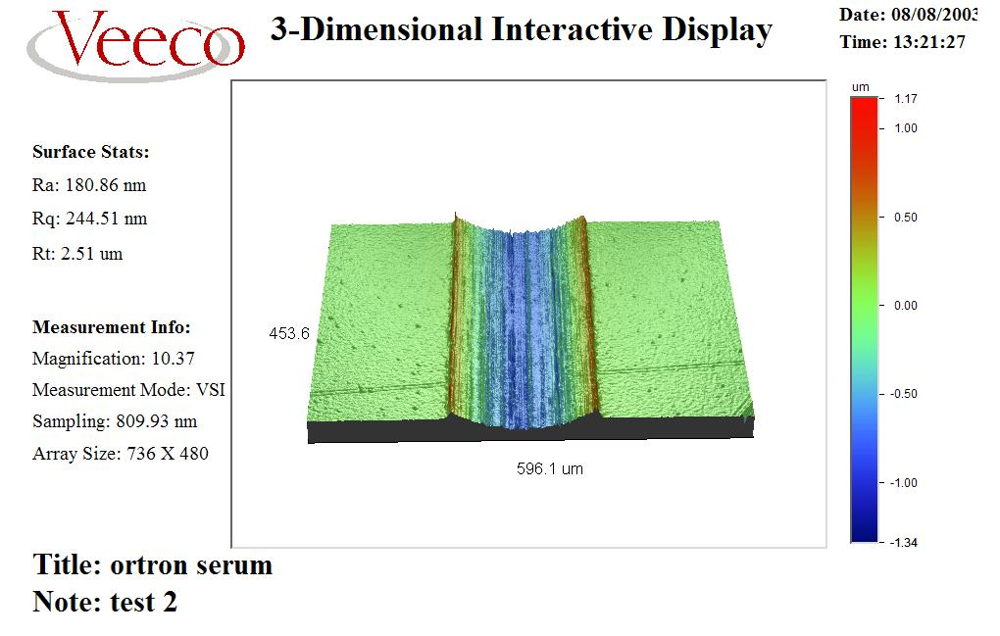 Veeco
3-Dimensional Interactive Display
Date: 08/08/2003
Time: 13:21:27
um
1.17
1.00
0.50
0.00
-0.50
-1.00
-1.34
Surface Stats:
Ra: 180.86 nm
Rq: 244.51 nm
Rt: 2.51 um
Measurement Info:
Magnification: 10.37
Measurement Mode: VSI
Sampling: 809.93 nm
Array Size: 736 X 480
453.6
596.1 um
Title: ortron serum
Note: test 2